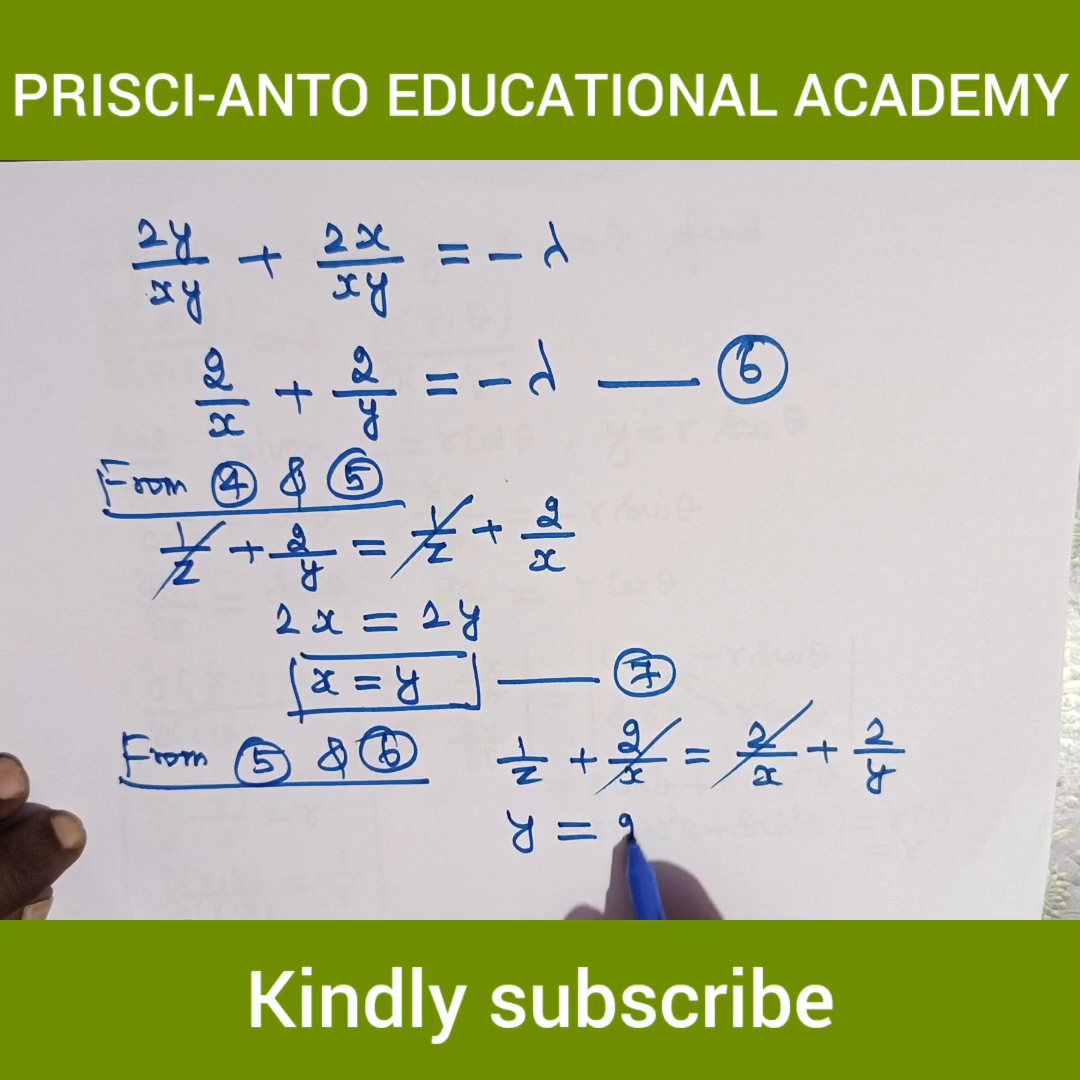 PRISCI-ANTO EDUCATIONAL ACADEMY
2y/xy + 2x/xy = - λ
2/x + 2/y = - λ —— ⑥
From ④ & ⑤
1/z + 2/y = 1/z + 2/x
2x = 2y
x = y —— ⑦
From ⑤ & ⑥ 1/z + 2/x = 2/x + 2/y
y = 2
Kindly subscribe